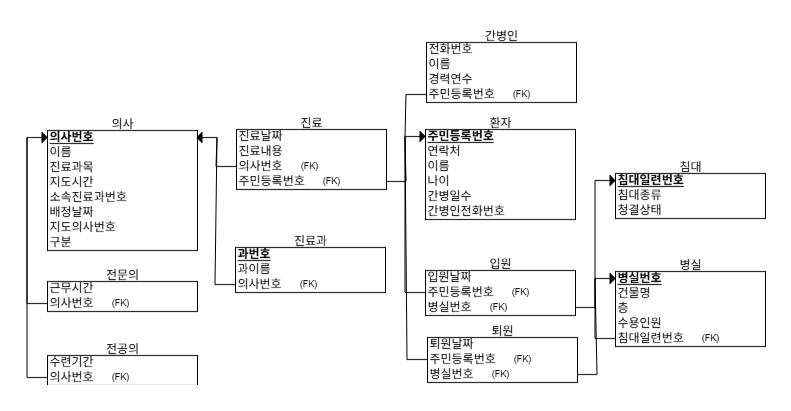 간병인
전화번호
이름
경력연수
주민등록번호 (FK)
의사
의사번호
이름
진료과목
지도시간
소속진료과번호
배정날짜
지도의사번호
구분
진료
진료날짜
진료내용
의사번호 (FK)
주민등록번호 (FK)
환자
주민등록번호
연락처
이름
나이
간병일수
간병인전화번호
침대
침대일련번호
침대종류
청결상태
진료과
과번호
과이름
의사번호 (FK)
전문의
근무시간
의사번호 (FK)
입원
입원날짜
주민등록번호 (FK)
병실번호 (FK)
병실
병실번호
건물명
층
수용인원
침대일련번호 (FK)
전공의
수련기간
의사번호 (FK)
퇴원
퇴원날짜
주민등록번호 (FK)
병실번호 (FK)